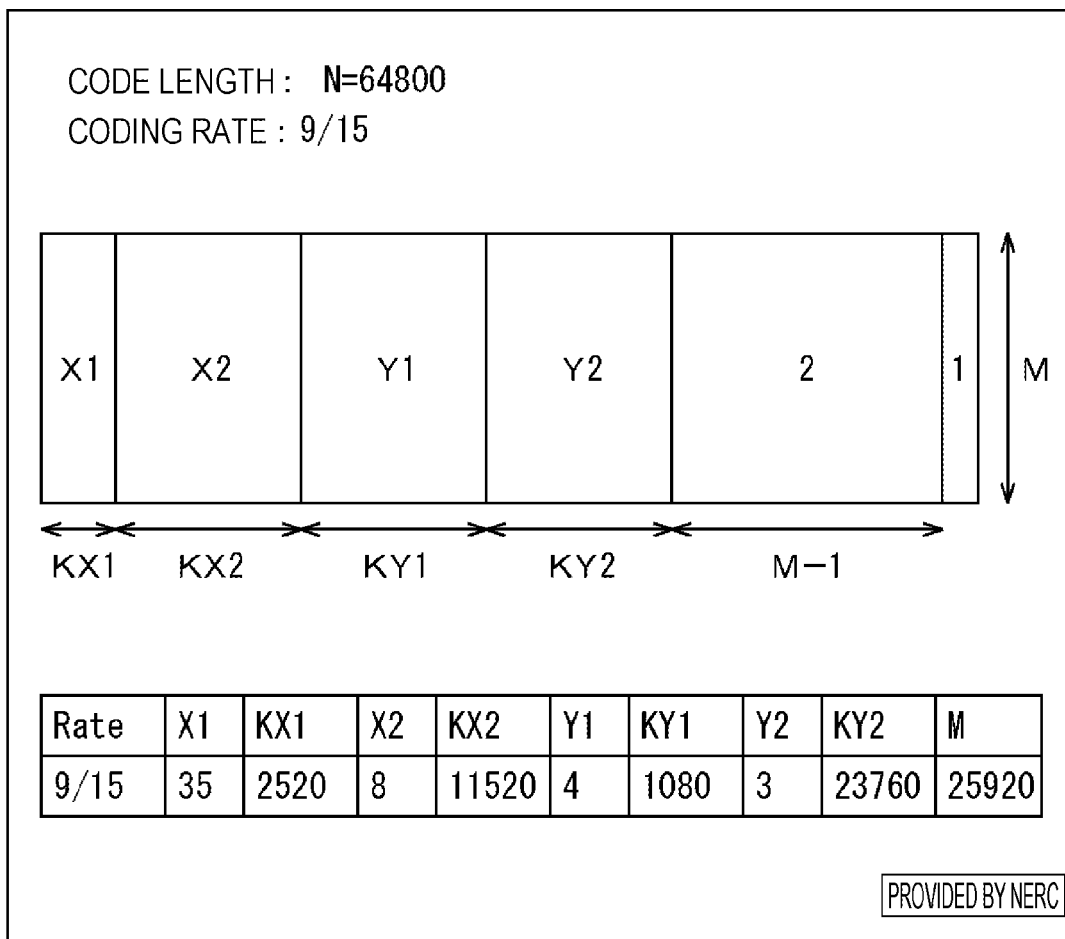 CODE LENGTH : N=64800
CODING RATE : 9/15
X1 X2 Y1 Y2 2 1 M
KX1 KX2 KY1 KY2 M-1
Rate X1 KX1 X2 KX2 Y1 KY1 Y2 KY2 M
9/15 35 2520 8 11520 4 1080 3 23760 25920
PROVIDED BY NERC